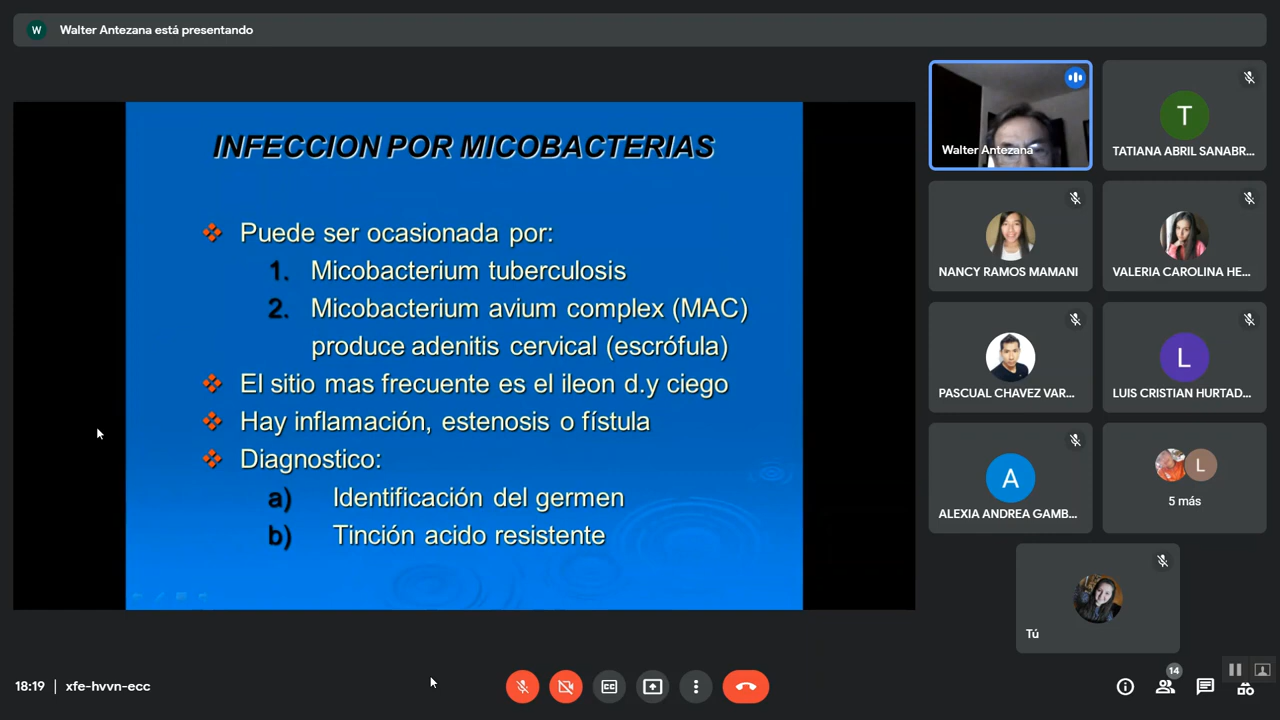 W Walter Antezana está presentando
INFECCION POR MICOBACTERIAS
❖ Puede ser ocasionada por:
1. Micobacterium tuberculosis
2. Micobacterium avium complex (MAC)
produce adenitis cervical (escrófula)
❖ El sitio mas frecuente es el ileon d.y ciego
❖ Hay inflamación, estenosis o fístula
❖ Diagnostico:
a) Identificación del germen
b) Tinción acido resistente
Walter Antezana
T
TATIANA ABRIL SANABR...
NANCY RAMOS MAMANI
VALERIA CAROLINA HE...
PASCUAL CHAVEZ VAR...
L
LUIS CRISTIAN HURTAD...
A
ALEXIA ANDREA GAMB...
L
5 más
Tú
18:19 | xfe-hvvn-ecc
CC
14